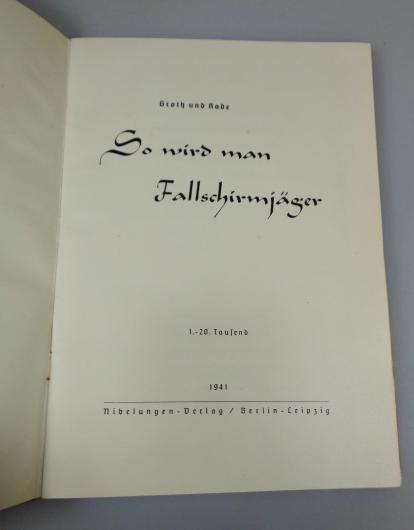 Groth und Rade
So wird man
Fallschirmjäger
1.-20. Tausend
1941
Nibelungen-Verlag / Berlin-Leipzig